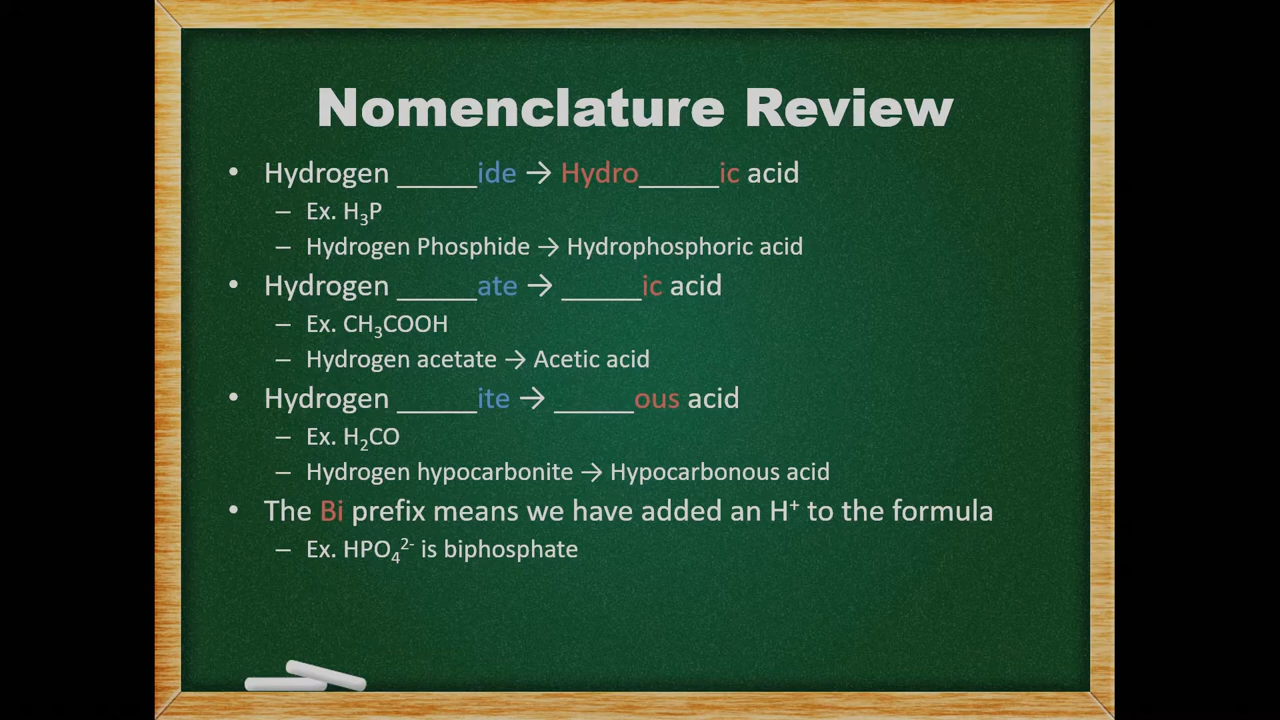 Nomenclature Review
• Hydrogen ______ide → Hydro______ic acid
– Ex. H₃P
– Hydrogen Phosphide → Hydrophosphoric acid
• Hydrogen ______ate → ______ic acid
– Ex. CH₃COOH
– Hydrogen acetate → Acetic acid
• Hydrogen ______ite → ______ous acid
– Ex. H₂CO
– Hydrogen hypocarbonite → Hypocarbonous acid
• The Bi prefix means we have added an H⁺ to the formula
– Ex. HPO₄²⁻ is biphosphate